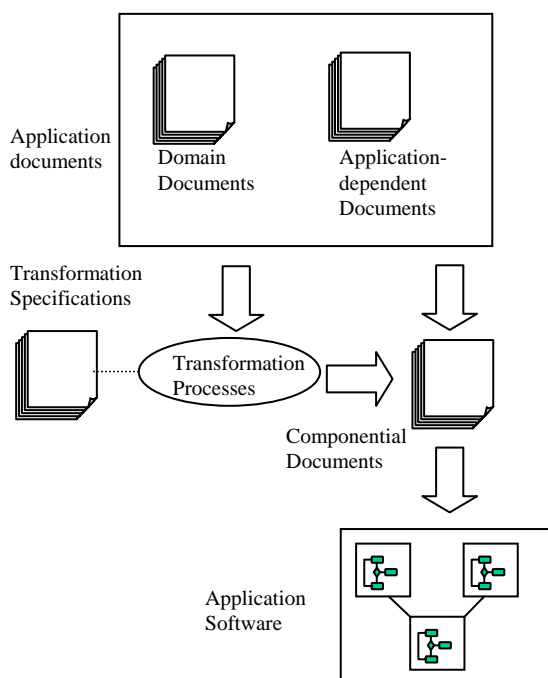 Application
documents
Domain
Documents
Application-
dependent
Documents
Transformation
Specifications
Transformation
Processes
Componential
Documents
Application
Software